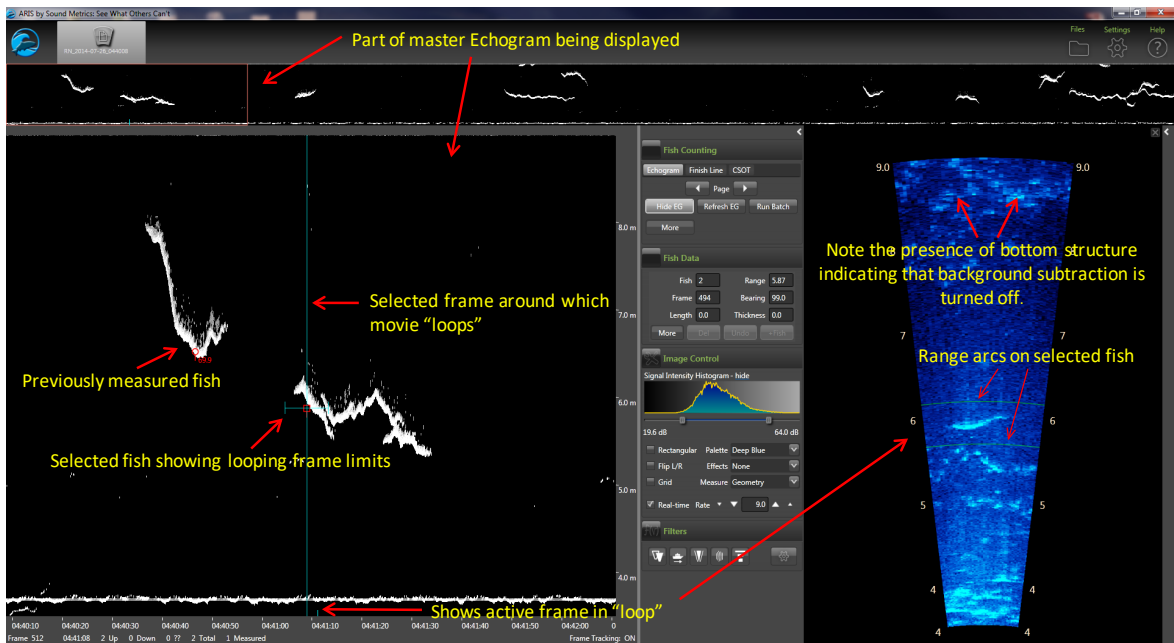 ARIS by Sound Metrics: See What Others Can't
RN_2014-07-28_044008
Files Settings Help
Part of master Echogram being displayed
Fish Counting
Echogram Finish Line CSOT
Page
Hide EG Refresh EG Run Batch
More
Fish Data
Fish 2 Range 5.87
Frame 494 Bearing 99.0
Length 0.0 Thickness 0.0
More Del Undo +Fish
Image Control
Signal Intensity Histogram - hide
19.6 dB 64.0 dB
Rectangular Palette Deep Blue
Flip L/R Effects None
Grid Measure Geometry
Real-time Rate 9.0
Filters
8.0 m
7.0 m
6.0 m
5.0 m
4.0 m
Selected frame around which
movie “loops”
Previously measured fish
Selected fish showing looping frame limits
Shows active frame in “loop”
04:40:10 04:40:20 04:40:30 04:40:40 04:40:50 04:41:00 04:41:10 04:41:20 04:41:30 04:41:40 04:41:50 04:42:00 0
Frame 512 04:41:08 2 Up 0 Down 0 ?? 2 Total 1 Measured Frame Tracking: ON
9.0 9.0
Note the presence of bottom structure
indicating that background subtraction is
turned off.
7 7
Range arcs on selected fish
6 6
5 5
4 4
4 4